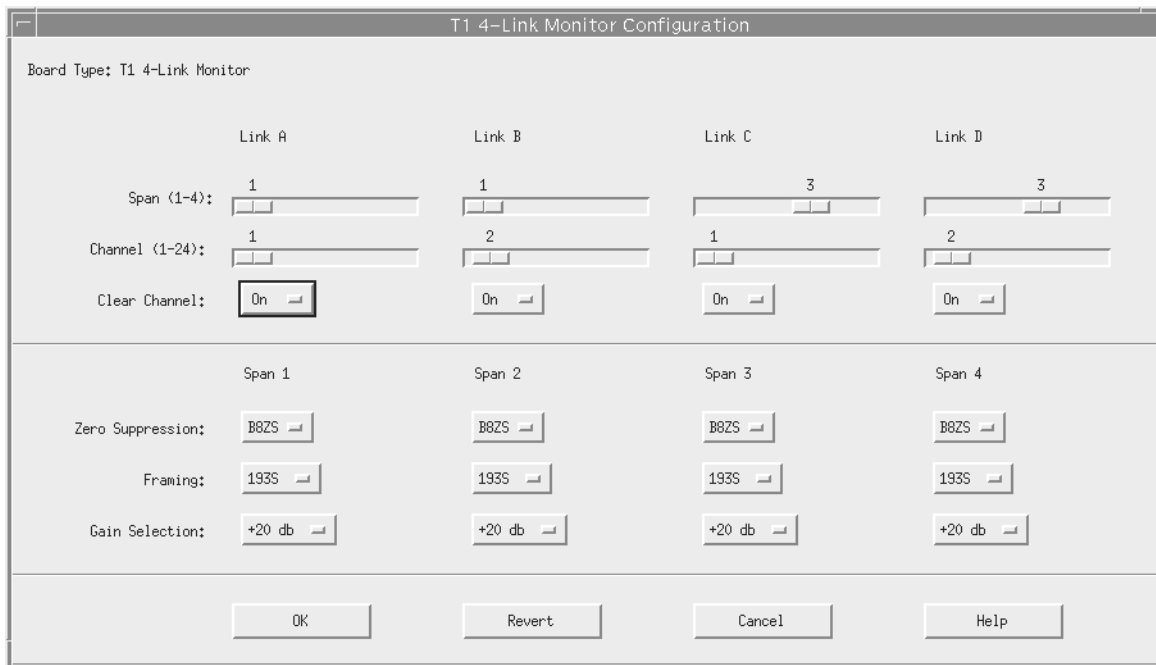 T1 4-Link Monitor Configuration
Board Type: T1 4-Link Monitor
Link A Link B Link C Link D
1 1 3 3
Span (1-4):
1 2 1 2
Channel (1-24):
Clear Channel: On On On On
Span 1 Span 2 Span 3 Span 4
Zero Suppression: B8ZS B8ZS B8ZS B8ZS
Framing: 193S 193S 193S 193S
Gain Selection: +20 db +20 db +20 db +20 db
OK Revert Cancel Help